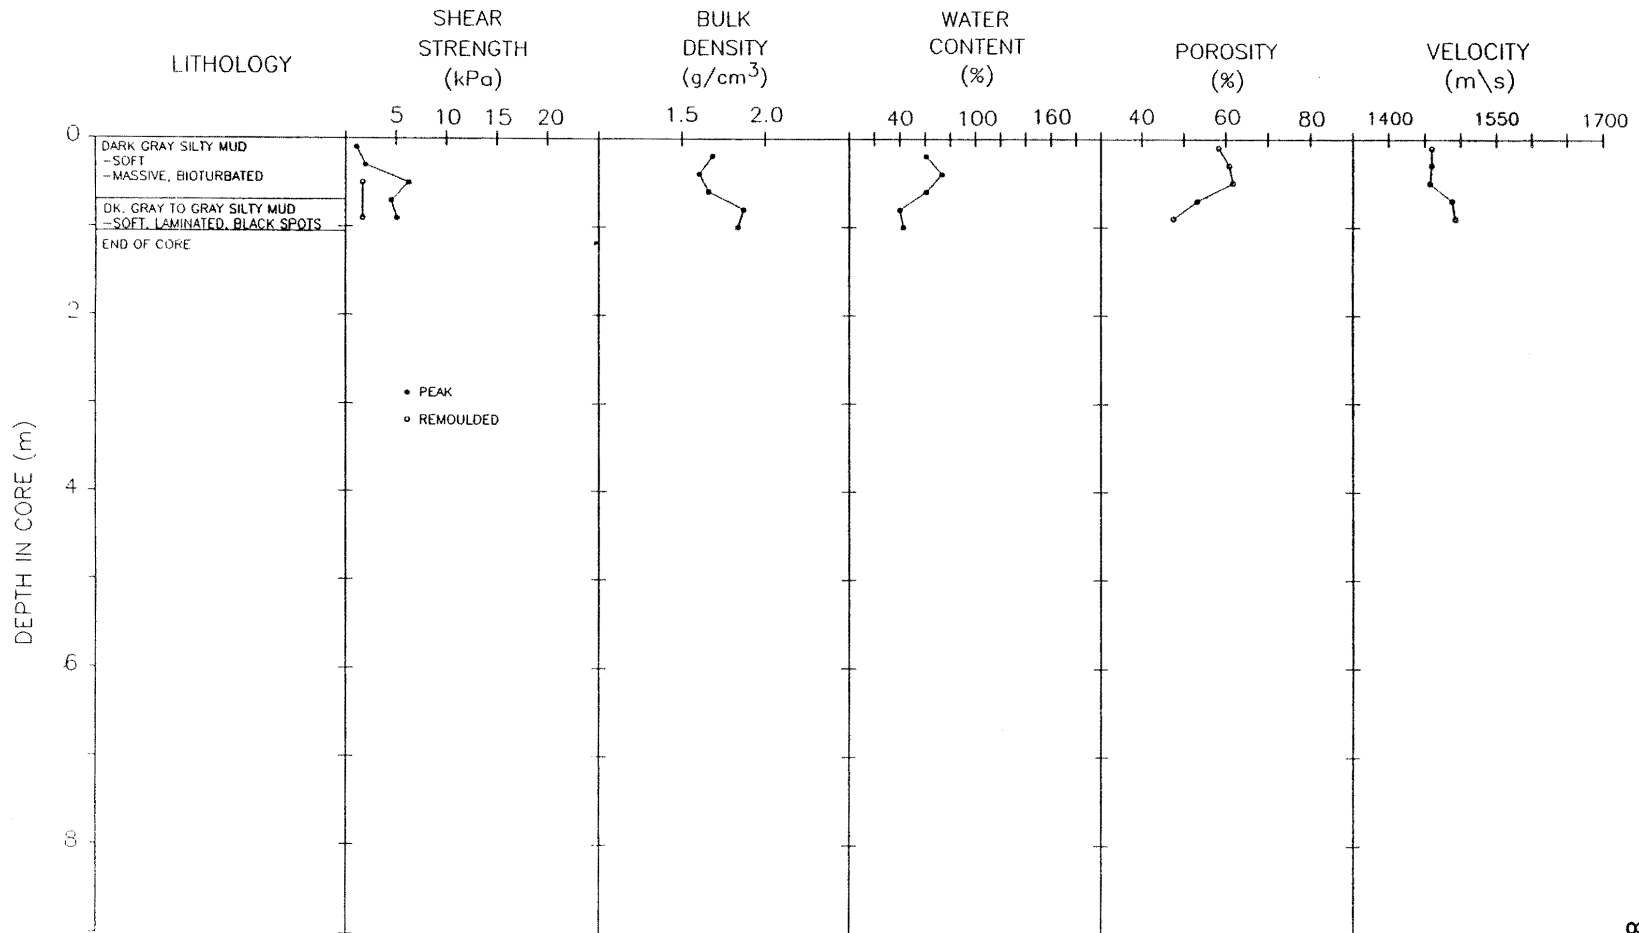 LITHOLOGY
SHEAR
STRENGTH
(kPa)
BULK
DENSITY
(g/cm³)
WATER
CONTENT
(%)
POROSITY
(%)
VELOCITY
(m\s)
5 10 15 20
1.5 2.0
40 100 160
40 60 80
1400 1550 1700
0
DARK GRAY SILTY MUD
-SOFT
-MASSIVE, BIOTURBATED
DK. GRAY TO GRAY SILTY MUD
-SOFT, LAMINATED, BLACK SPOTS
END OF CORE
2
PEAK
REMOULDED
4
6
8
DEPTH IN CORE (m)